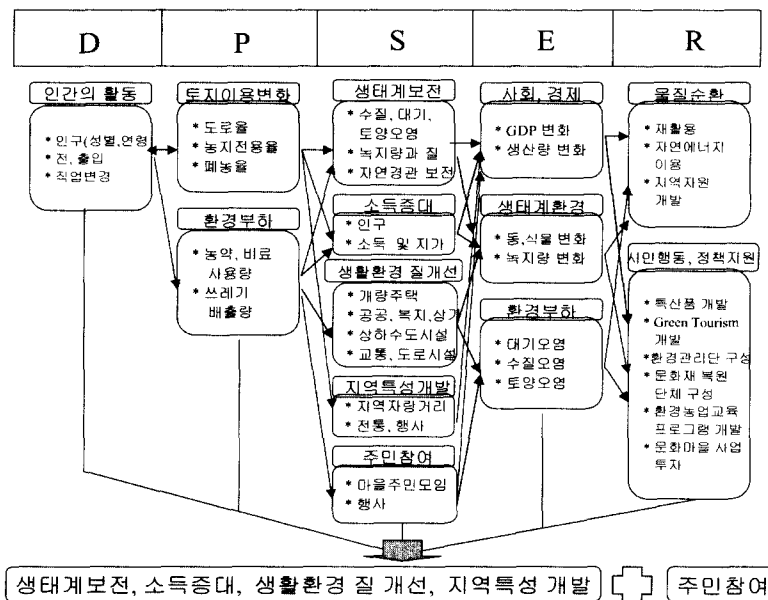 D
P
S
E
R
인간의 활동
* 인구(성별,연령
* 전, 출입
* 직업변경
토지이용변화
* 도로율
* 농지전용율
* 폐농율
환경부하
* 농약, 비료
사용량
* 쓰레기
배출량
생태계보전
* 수질, 대기,
토양오염
* 녹지량과 질
* 자연경관 보전
소득증대
* 인구
* 소득 및 지가
생활환경 질개선
* 개량주택
* 공공, 복지,상가
* 상하수도시설
* 교통, 도로시설
지역특성개발
* 지역자랑거리
* 전통, 행사
주민참여
* 마을주민모임
* 행사
사회, 경제
* GDP 변화
* 생산량 변화
생태계환경
* 동,식물 변화
* 녹지량 변화
환경부하
* 대기오염
* 수질오염
* 토양오염
물질순환
* 재활용
* 자연에너지
이용
* 지역자원
개발
시민행동, 정책지원
* 특산품 개발
* Green Tourism
개발
*환경관리단 구성
* 문화재 복원
단체 구성
* 환경농업교육
프로그램 개발
* 문화마을 사업
투자
생태계보전, 소득증대, 생활환경 질 개선, 지역특성 개발
주민참여